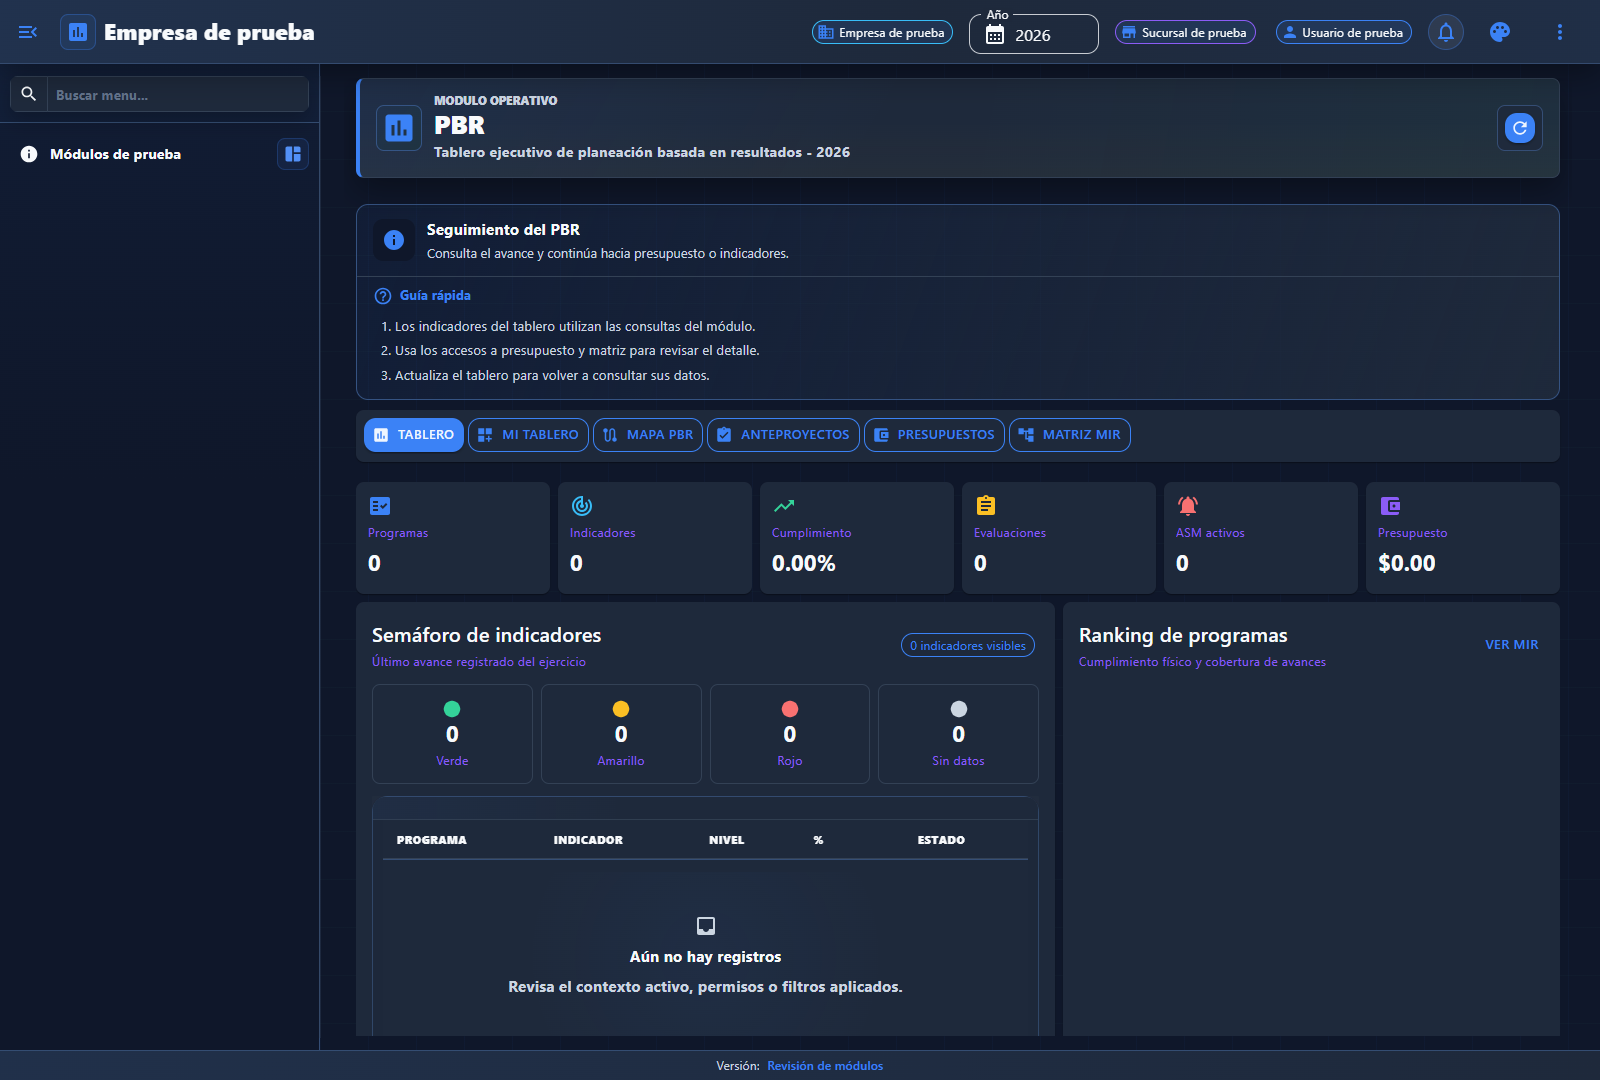 Empresa de prueba
Empresa de prueba
Año
2026
Sucursal de prueba
Usuario de prueba
Buscar menu...
Módulos de prueba
MODULO OPERATIVO
PBR
Tablero ejecutivo de planeación basada en resultados - 2026
Seguimiento del PBR
Consulta el avance y continúa hacia presupuesto o indicadores.
Guía rápida
1. Los indicadores del tablero utilizan las consultas del módulo.
2. Usa los accesos a presupuesto y matriz para revisar el detalle.
3. Actualiza el tablero para volver a consultar sus datos.
TABLERO
MI TABLERO
MAPA PBR
ANTEPROYECTOS
PRESUPUESTOS
MATRIZ MIR
Programas
0
Indicadores
0
Cumplimiento
0.00%
Evaluaciones
0
ASM activos
0
Presupuesto
$0.00
Semáforo de indicadores
Último avance registrado del ejercicio
0 indicadores visibles
0
Verde
0
Amarillo
0
Rojo
0
Sin datos
PROGRAMA INDICADOR NIVEL % ESTADO
Aún no hay registros
Revisa el contexto activo, permisos o filtros aplicados.
Ranking de programas
Cumplimiento físico y cobertura de avances
VER MIR
Versión: Revisión de módulos